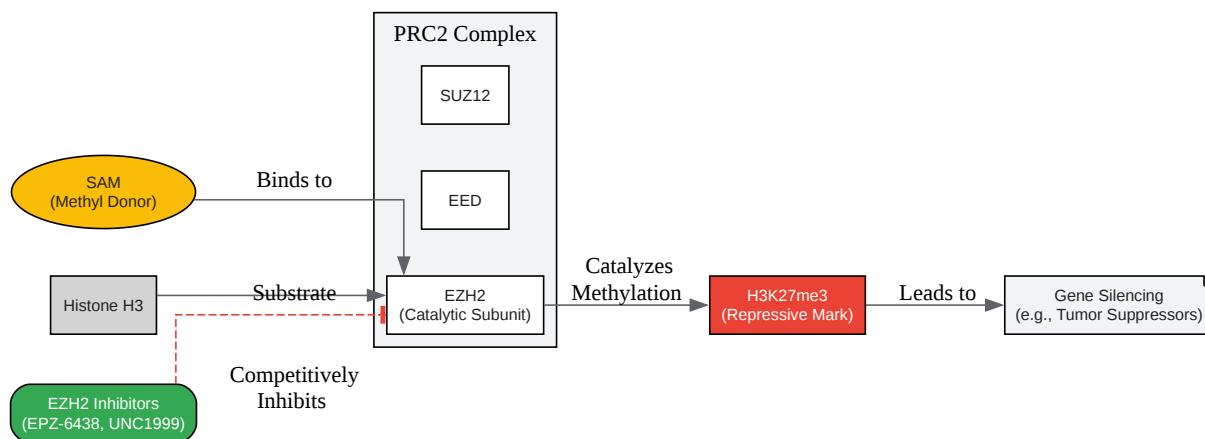 PRC2 Complex
SUZ12
SAM
(Methyl Donor)
Binds to
EED
Histone H3
Substrate
EZH2
(Catalytic Subunit)
Catalyzes
Methylation
H3K27me3
(Repressive Mark)
Leads to
Gene Silencing
(e.g., Tumor Suppressors)
Competitively
Inhibits
EZH2 Inhibitors
(EPZ-6438, UNC1999)